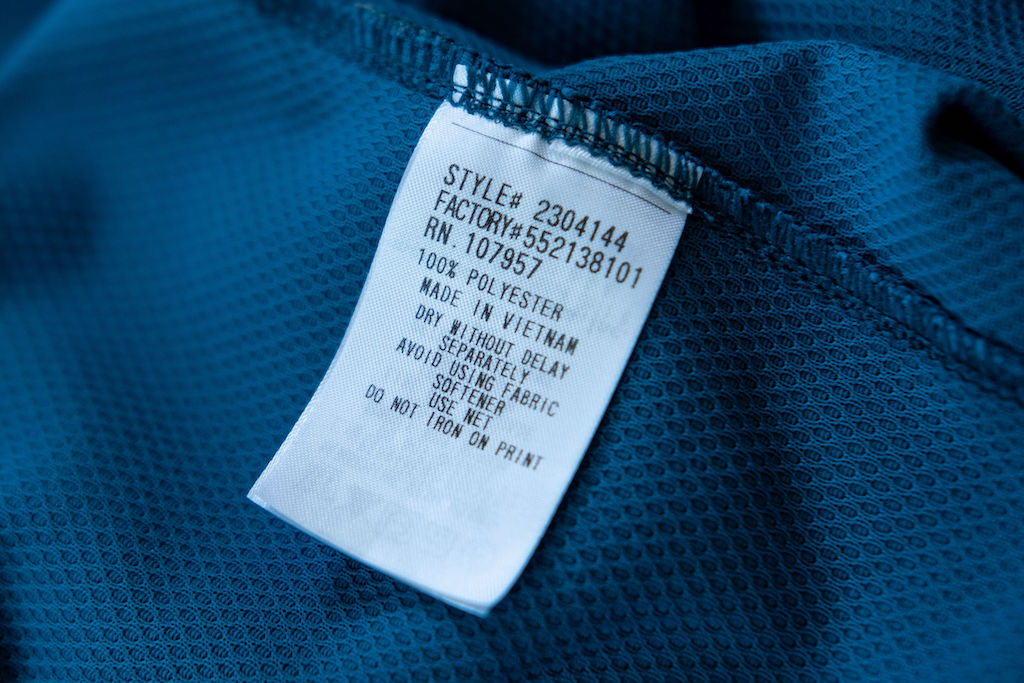 STYLE# 2304144
FACTORY#552138101
RN.107957
100% POLYESTER
MADE IN VIETNAM
DRY WITHOUT DELAY
SEPARATELY
AVOID USING FABRIC
SOFTENER
USE NET
DO NOT IRON ON PRINT